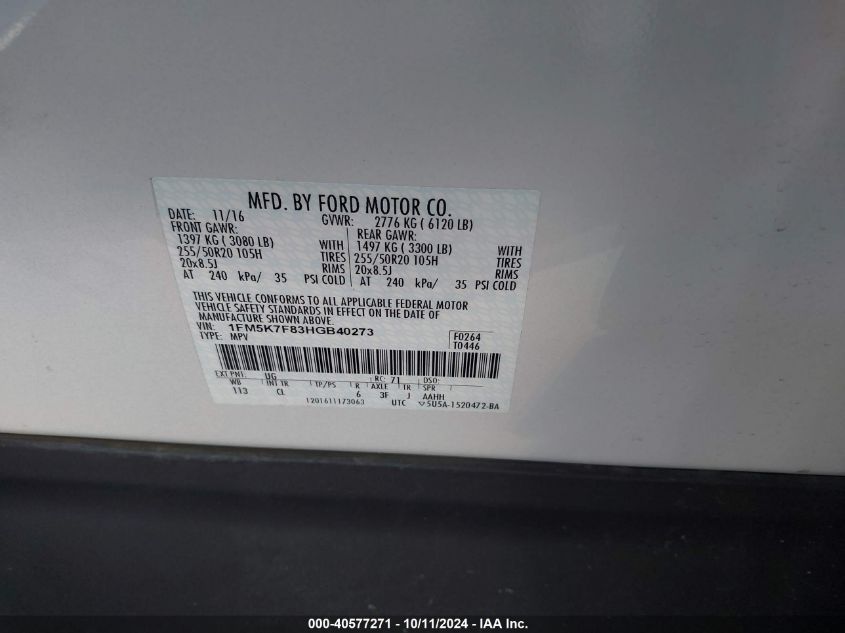 MFD. BY FORD MOTOR CO.
DATE: 11/16 GVWR: 2776 KG ( 6120 LB)
FRONT GAWR: REAR GAWR:
1397 KG ( 3080 LB) WITH 1497 KG ( 3300 LB) WITH
255/50R20 105H TIRES 255/50R20 105H TIRES
20x8.5J RIMS 20x8.5J RIMS
AT 240 kPa/ 35 PSI COLD AT 240 kPa/ 35 PSI COLD
THIS VEHICLE CONFORMS TO ALL APPLICABLE FEDERAL MOTOR
VEHICLE SAFETY STANDARDS IN EFFECT ON THE DATE OF
MANUFACTURE SHOWN ABOVE.
VIN: 1FM5K7F83HGB40273 F0264
TYPE: MPV T0446
EXT PNT: UG RC: 71 DSO:
WB INT TR TP/PS R AXLE TR SPR
113 CL 6 3F J AAHH
1201611173063 UTC 5U5A-1520472-BA
000-40577271 - 10/11/2024 - IAA Inc.